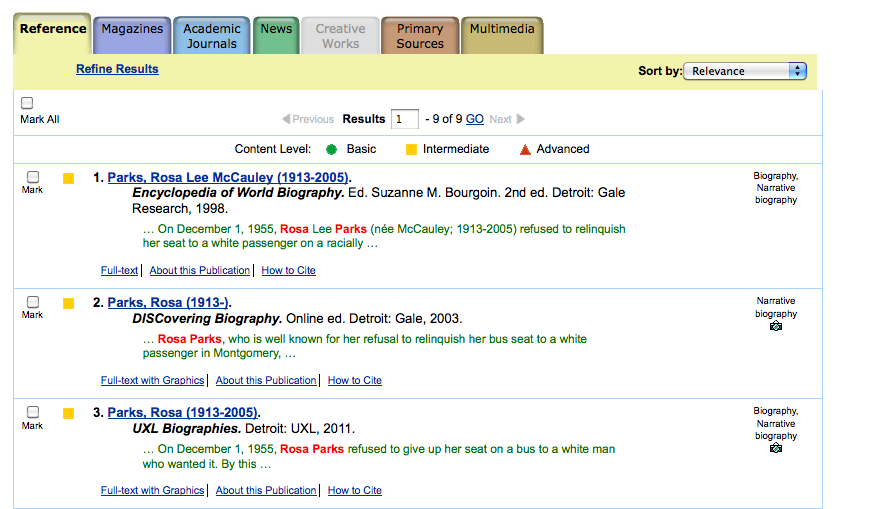 Reference
Magazines
Academic
Journals
News
Creative
Works
Primary
Sources
Multimedia
Refine Results
Sort by: Relevance
Mark All
Previous Results 1 - 9 of 9 GO Next
Content Level: Basic Intermediate Advanced
Mark
1. Parks, Rosa Lee McCauley (1913-2005).
Encyclopedia of World Biography. Ed. Suzanne M. Bourgoin. 2nd ed. Detroit: Gale
Research, 1998.
... On December 1, 1955, Rosa Lee Parks (née McCauley; 1913-2005) refused to relinquish
her seat to a white passenger on a racially ...
Full-text | About this Publication | How to Cite
Biography,
Narrative
biography
Mark
2. Parks, Rosa (1913-).
DISCovering Biography. Online ed. Detroit: Gale, 2003.
... Rosa Parks, who is well known for her refusal to relinquish her bus seat to a white
passenger in Montgomery, ...
Full-text with Graphics | About this Publication | How to Cite
Narrative
biography
Mark
3. Parks, Rosa (1913-2005).
UXL Biographies. Detroit: UXL, 2011.
... On December 1, 1955, Rosa Parks refused to give up her seat on a bus to a white man
who wanted it. By this ...
Full-text with Graphics | About this Publication | How to Cite
Biography,
Narrative
biography